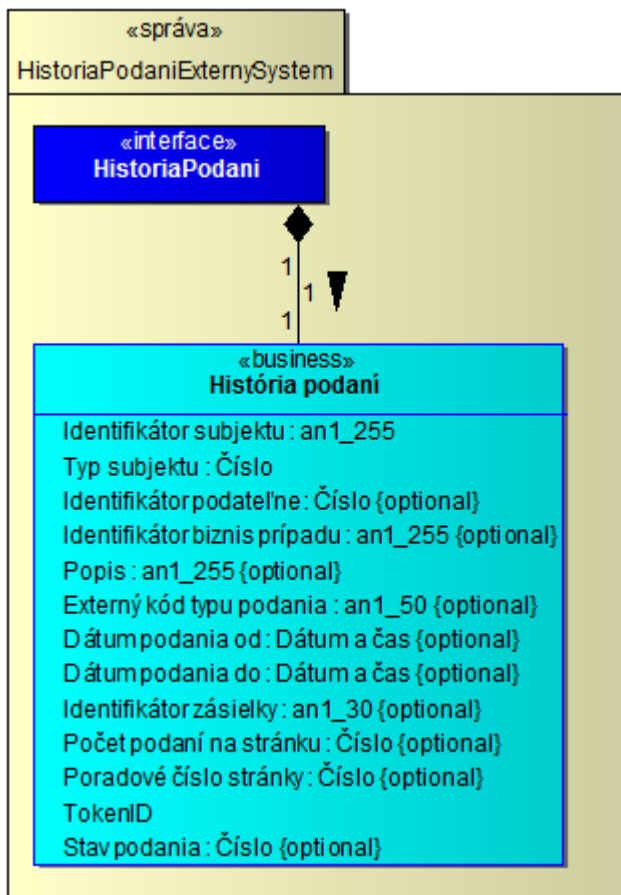 «správa»
HistoriaPodaniExternySystem
«interface»
HistoriaPodani
1
1
1
«business»
História podaní
Identifikátor subjektu : an1_255
Typ subjektu : Číslo
Identifikátor podateľne : Číslo {optional}
Identifikátor biznis prípadu : an1_255 {optional}
Popis : an1_255 {optional}
Externý kód typu podania : an1_50 {optional}
Dátum podania od : Dátum a čas {optional}
Dátum podania do : Dátum a čas {optional}
Identifikátor zásielky : an1_30 {optional}
Počet podaní na stránku : Číslo {optional}
Poradové číslo stránky : Číslo {optional}
TokenID
Stav podania : Číslo {optional}